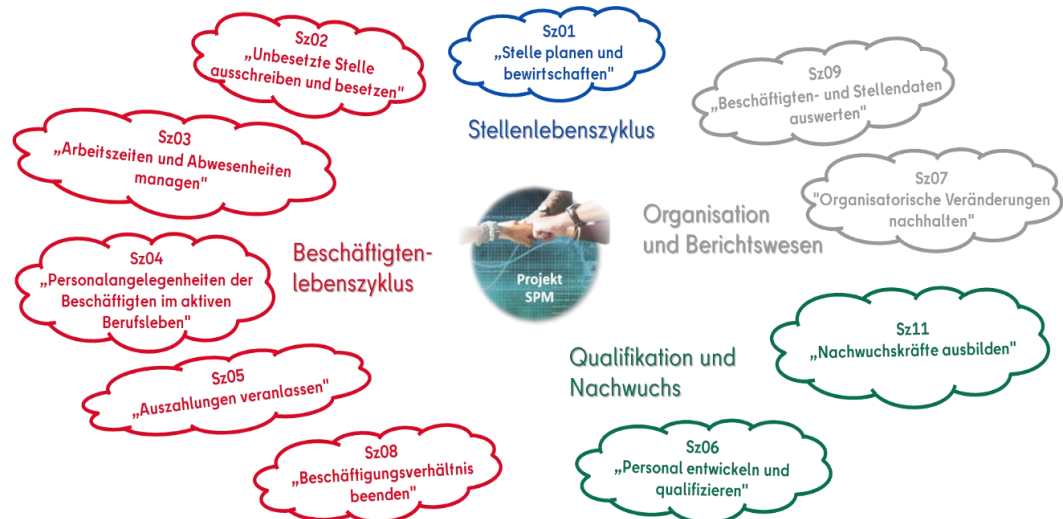 Sz01
„Stelle planen und
bewirtschaften"
Stellenlebenszyklus
Sz02
„Unbesetzte Stelle
ausschreiben und besetzen"
Sz03
„Arbeitszeiten und Abwesenheiten
managen"
Sz04
„Personalangelegenheiten der
Beschäftigten im aktiven
Berufsleben"
Sz05
„Auszahlungen veranlassen"
Sz08
„Beschäftigungsverhältnis
beenden"
Beschäftigten-
lebenszyklus
Projekt
SPM
Sz09
„Beschäftigten- und Stellendaten
auswerten"
Sz07
"Organisatorische Veränderungen
nachhalten"
Organisation
und Berichtswesen
Qualifikation und
Nachwuchs
Sz11
„Nachwuchskräfte ausbilden"
Sz06
„Personal entwickeln und
qualifizieren"